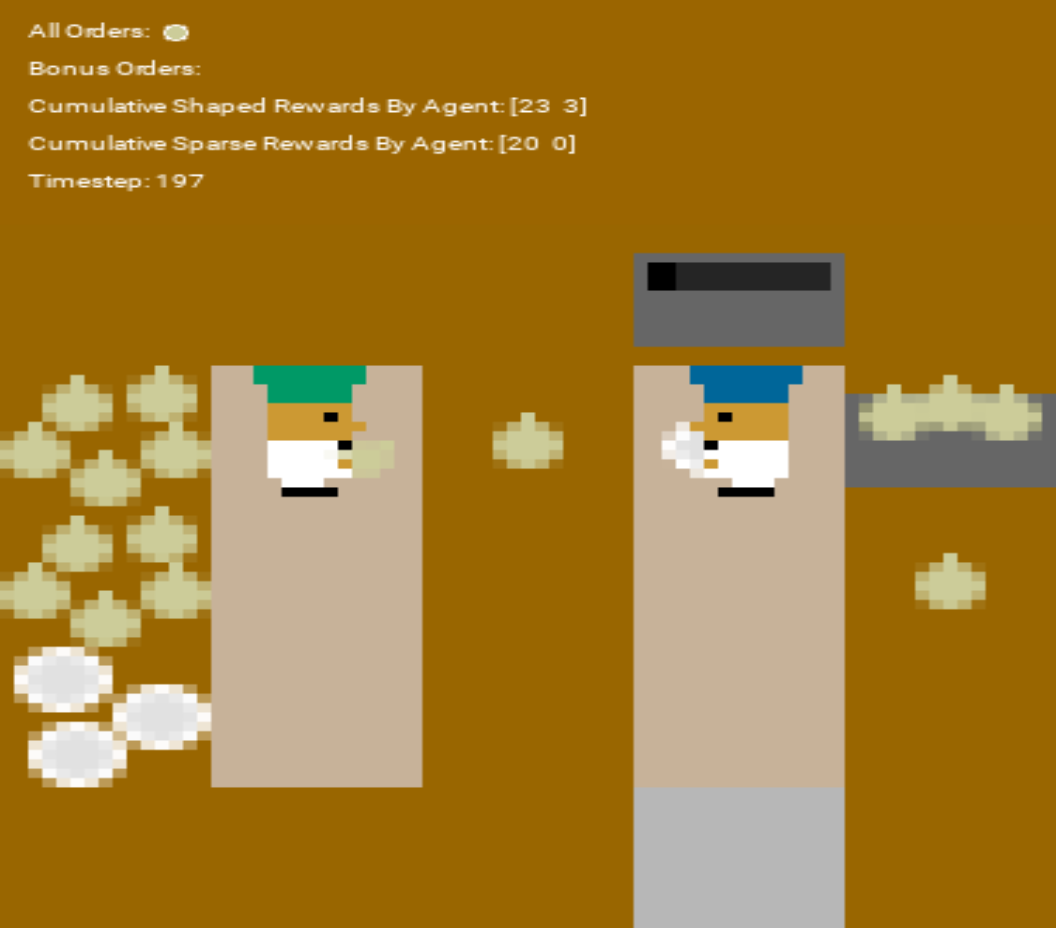 All Orders:
Bonus Orders:
Cumulative Shaped Rewards By Agent: [23 3]
Cumulative Sparse Rewards By Agent: [20 0]
Timestep: 197